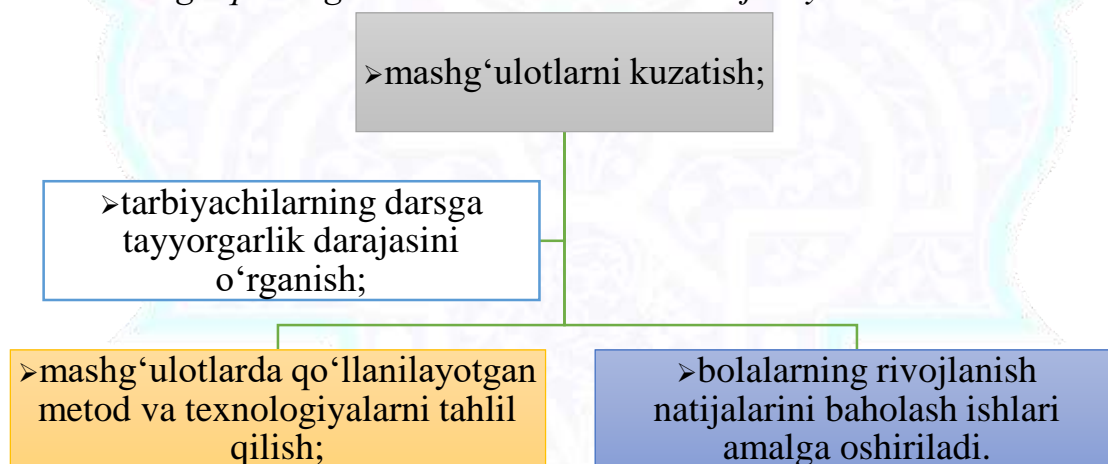 ➢mashg‘ulotlarni kuzatish;
➢tarbiyachilarning darsga
tayyorgarlik darajasini
o‘rganish;
➢mashg‘ulotlarda qo‘llanilayotgan
metod va texnologiyalarni tahlil
qilish;
➢bolalarning rivojlanish
natijalarini baholash ishlari
amalga oshiriladi.